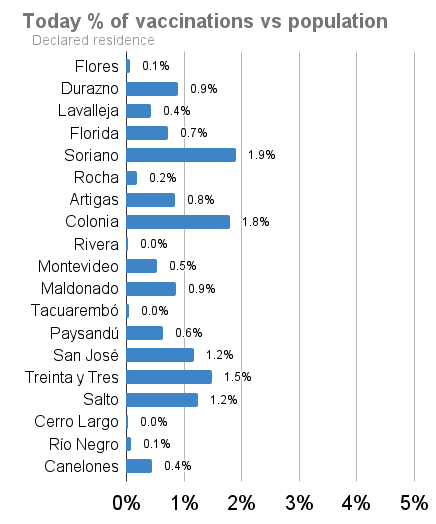 Today % of vaccinations vs population
Declared residence
Flores 0.1%
Durazno 0.9%
Lavalleja 0.4%
Florida 0.7%
Soriano 1.9%
Rocha 0.2%
Artigas 0.8%
Colonia 1.8%
Rivera 0.0%
Montevideo 0.5%
Maldonado 0.9%
Tacuarembó 0.0%
Paysandú 0.6%
San José 1.2%
Treinta y Tres 1.5%
Salto 1.2%
Cerro Largo 0.0%
Río Negro 0.1%
Canelones 0.4%
0% 1% 2% 3% 4% 5%